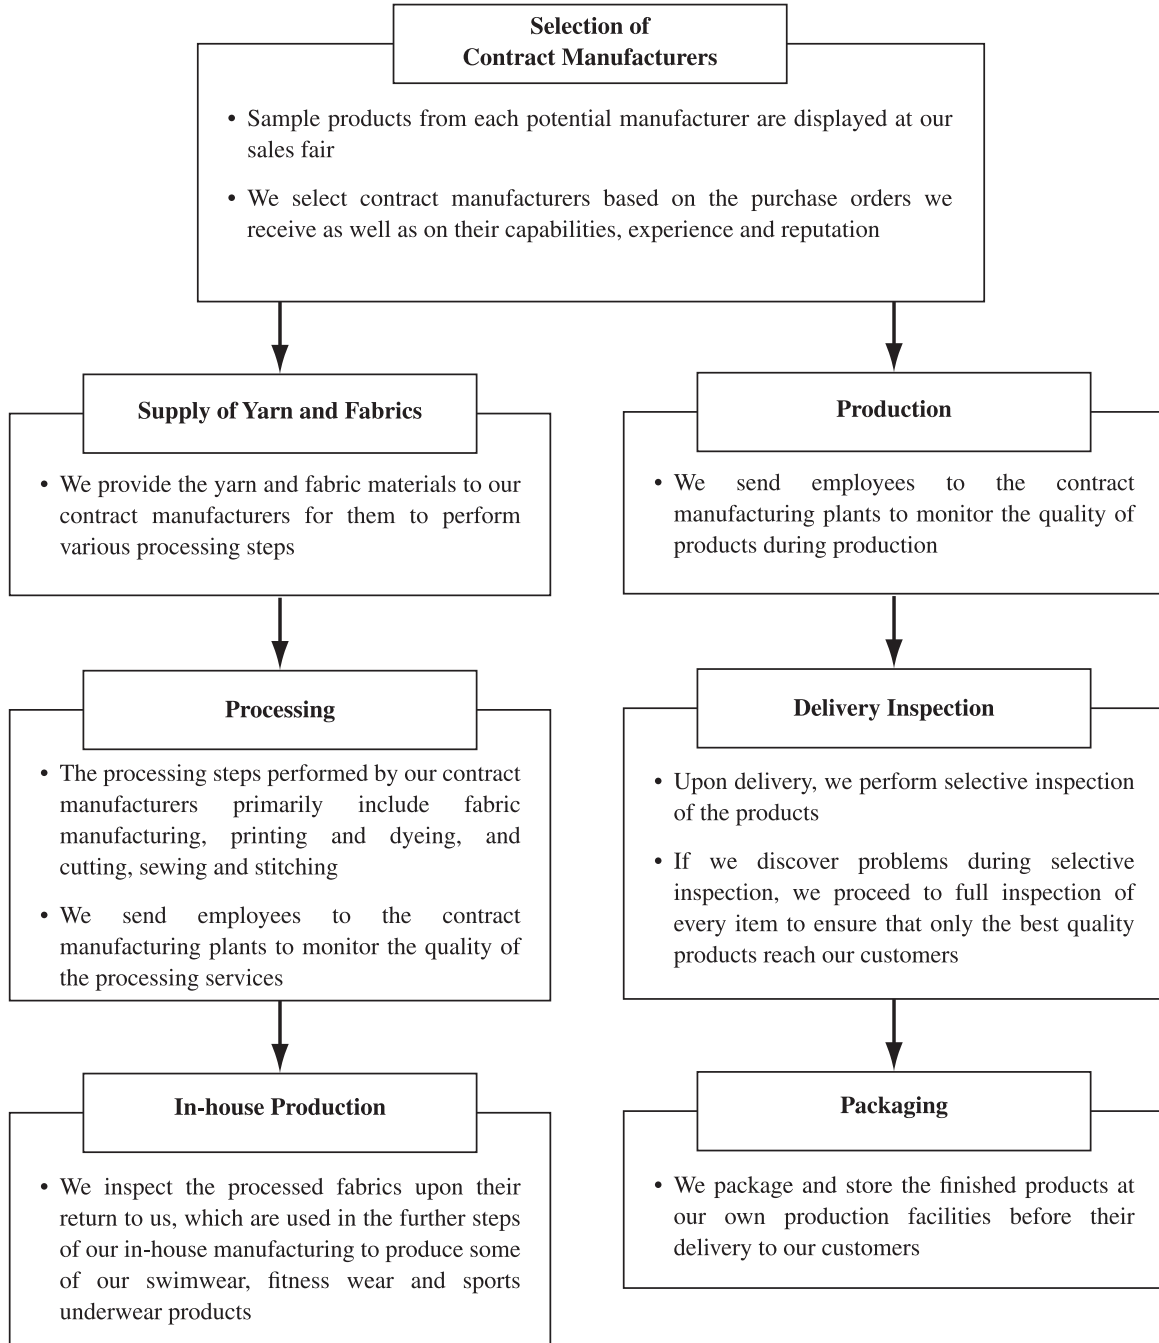 Selection of
Contract Manufacturers
• Sample products from each potential manufacturer are displayed at our
sales fair
• We select contract manufacturers based on the purchase orders we
receive as well as on their capabilities, experience and reputation
Supply of Yarn and Fabrics
• We provide the yarn and fabric materials to our
contract manufacturers for them to perform
various processing steps
Processing
• The processing steps performed by our contract
manufacturers primarily include fabric
manufacturing, printing and dyeing, and
cutting, sewing and stitching
• We send employees to the contract
manufacturing plants to monitor the quality of
the processing services
In-house Production
• We inspect the processed fabrics upon their
return to us, which are used in the further steps
of our in-house manufacturing to produce some
of our swimwear, fitness wear and sports
underwear products
Production
• We send employees to the contract
manufacturing plants to monitor the quality of
products during production
Delivery Inspection
• Upon delivery, we perform selective inspection
of the products
• If we discover problems during selective
inspection, we proceed to full inspection of
every item to ensure that only the best quality
products reach our customers
Packaging
• We package and store the finished products at
our own production facilities before their
delivery to our customers